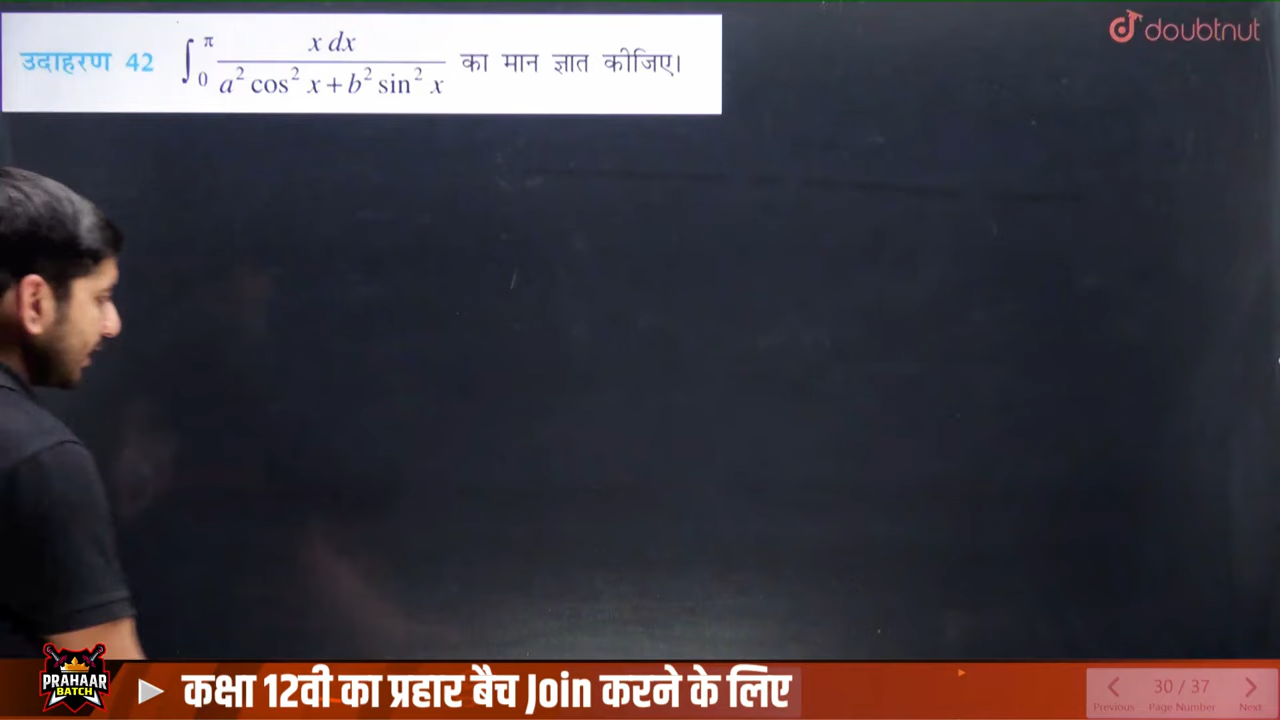 उदाहरण 42 ∫₀^π x dx / (a² cos² x + b² sin² x) का मान ज्ञात कीजिए।
doubtnut
PRAHAAR
BATCH
कक्षा 12वी का प्रहार बैच Join करने के लिए
30 / 37
Previous Page Number Next